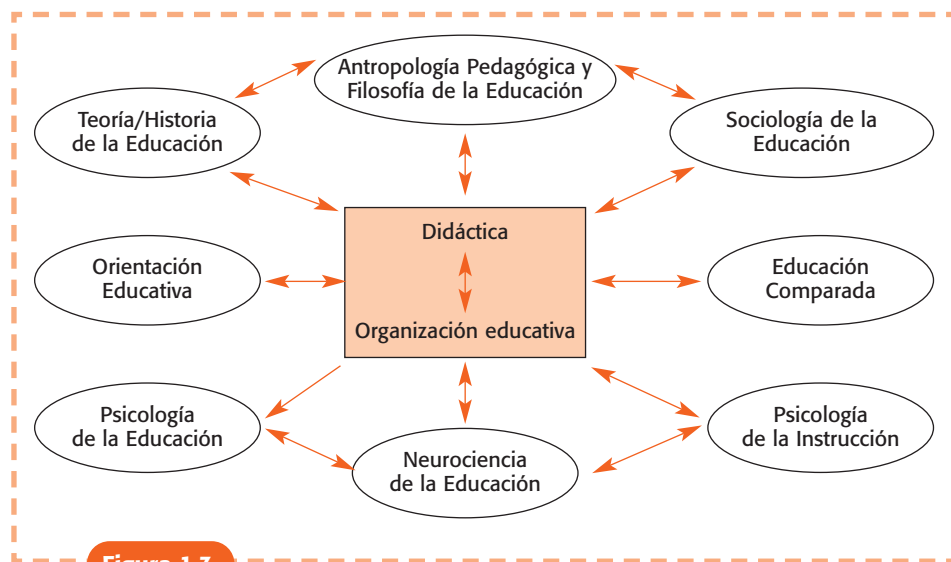 Antropología Pedagógica y
Filosofía de la Educación
Teoría/Historia
de la Educación
Sociología de la
Educación
Didáctica
Organización educativa
Orientación
Educativa
Educación
Comparada
Psicología
de la Educación
Neurociencia
de la Educación
Psicología
de la Instrucción